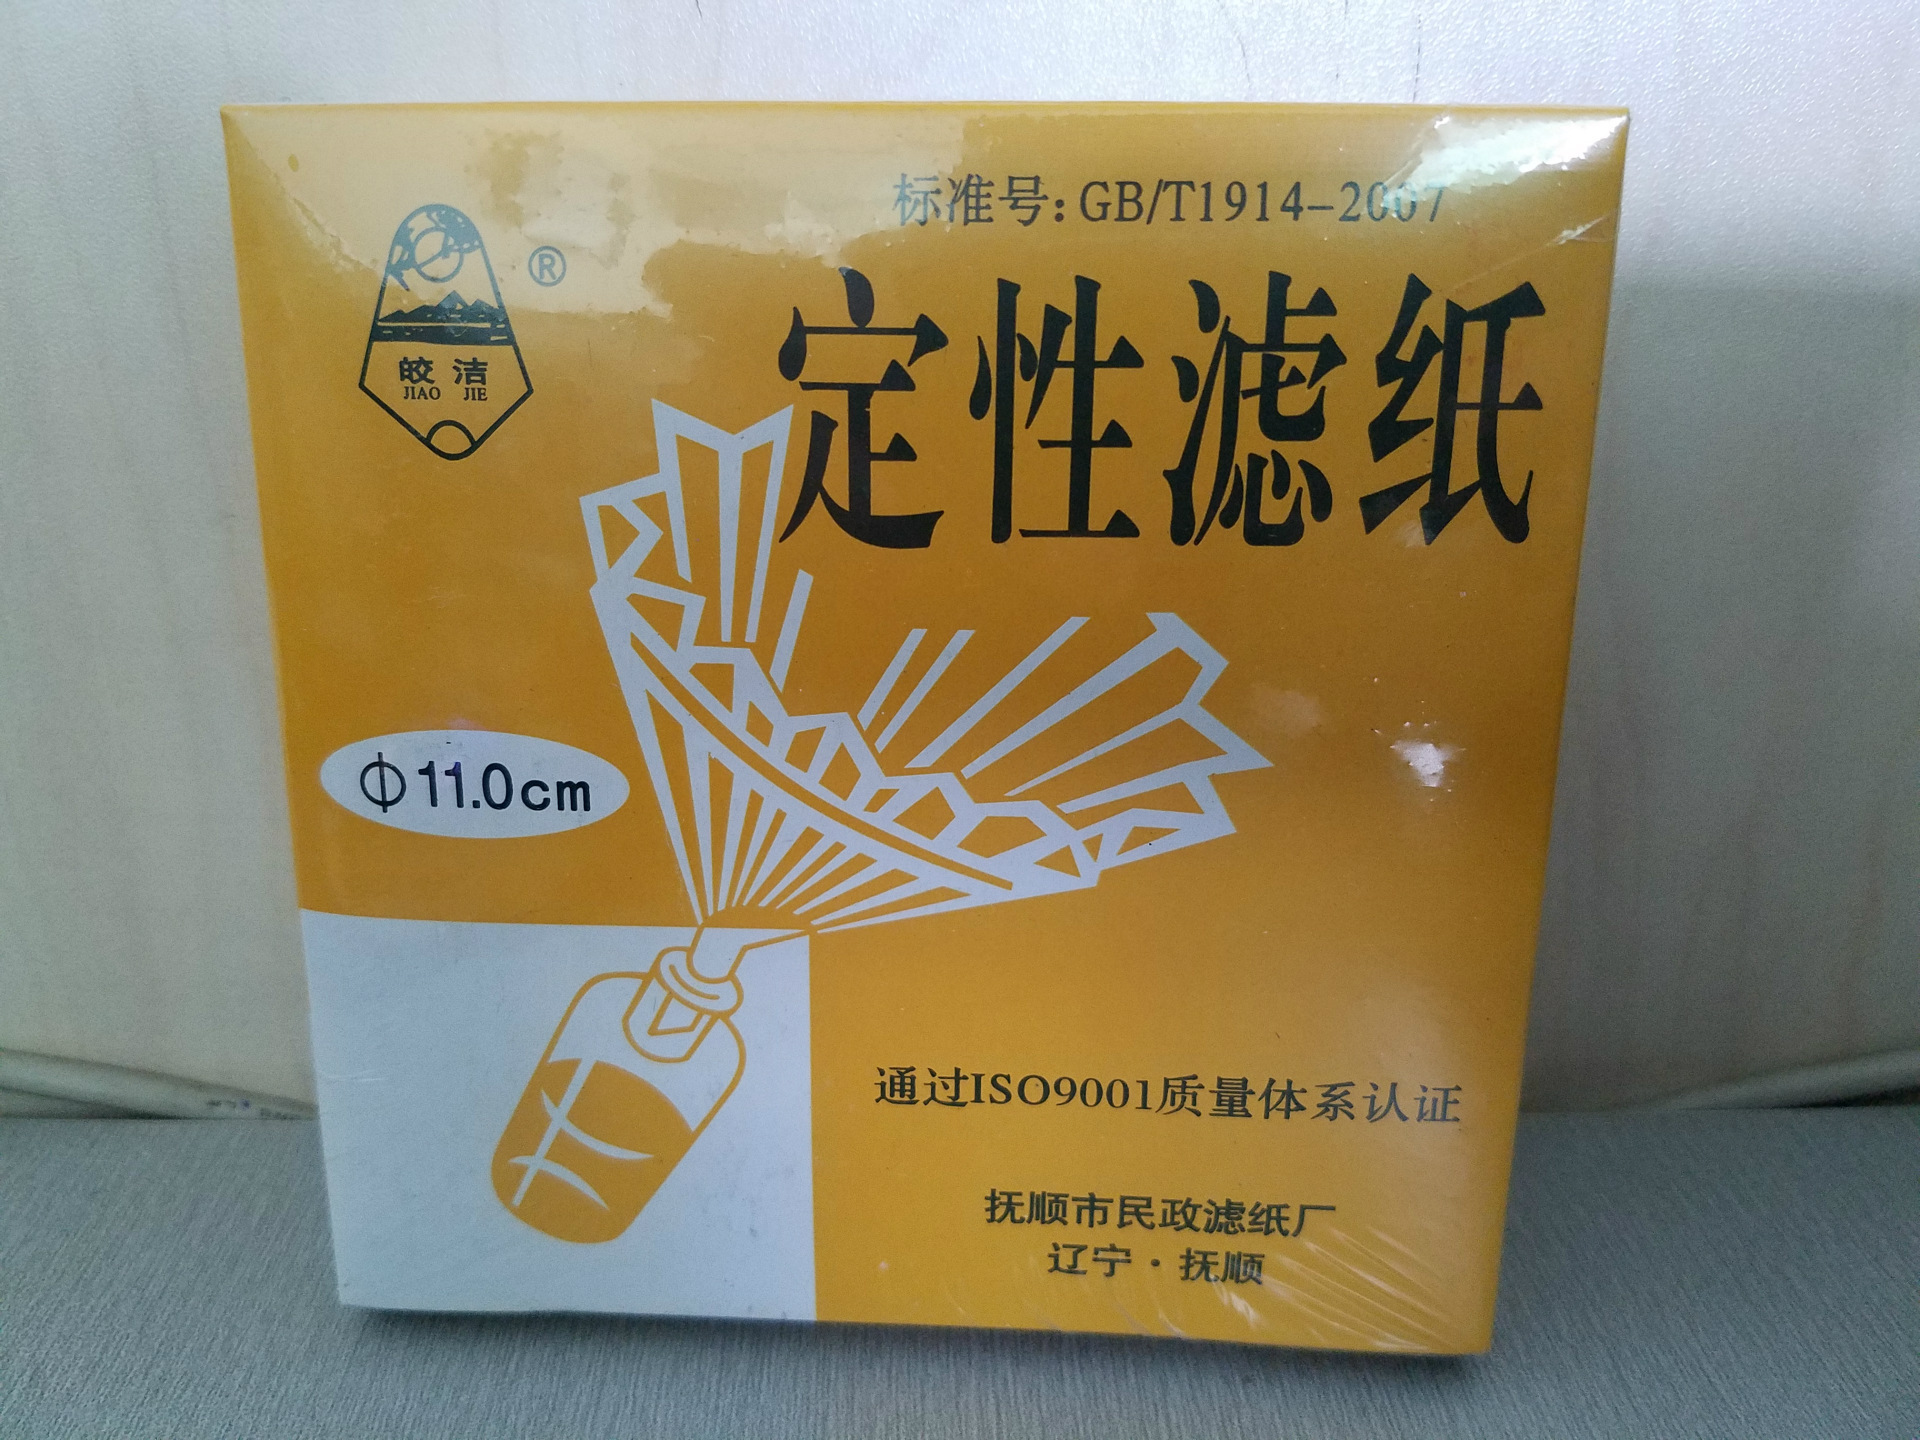 标准号:GB/T1914-2007
®
皎洁
JIAO JIE
定性滤纸
Φ11.0cm
通过ISO9001质量体系认证
抚顺市民政滤纸厂
辽宁·抚顺